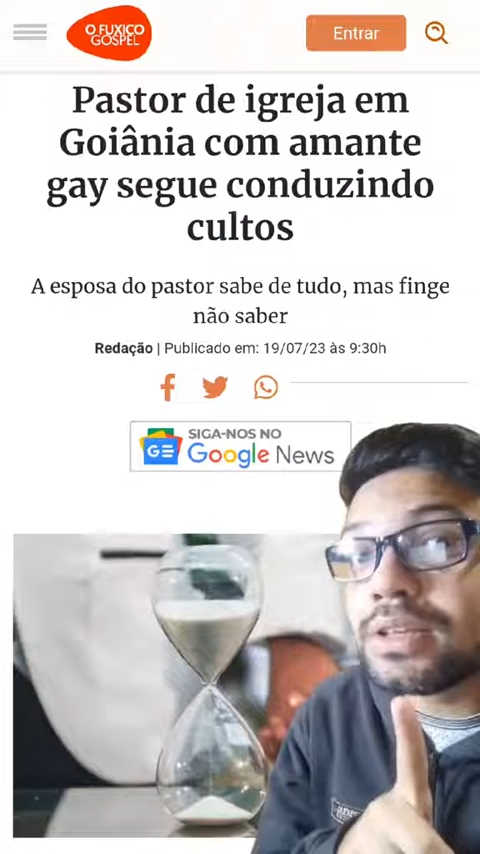 O FUXICO
GOSPEL
Entrar
Pastor de igreja em
Goiânia com amante
gay segue conduzindo
cultos
A esposa do pastor sabe de tudo, mas finge
não saber
Redação | Publicado em: 19/07/23 às 9:30h
SIGA-NOS NO
Google News